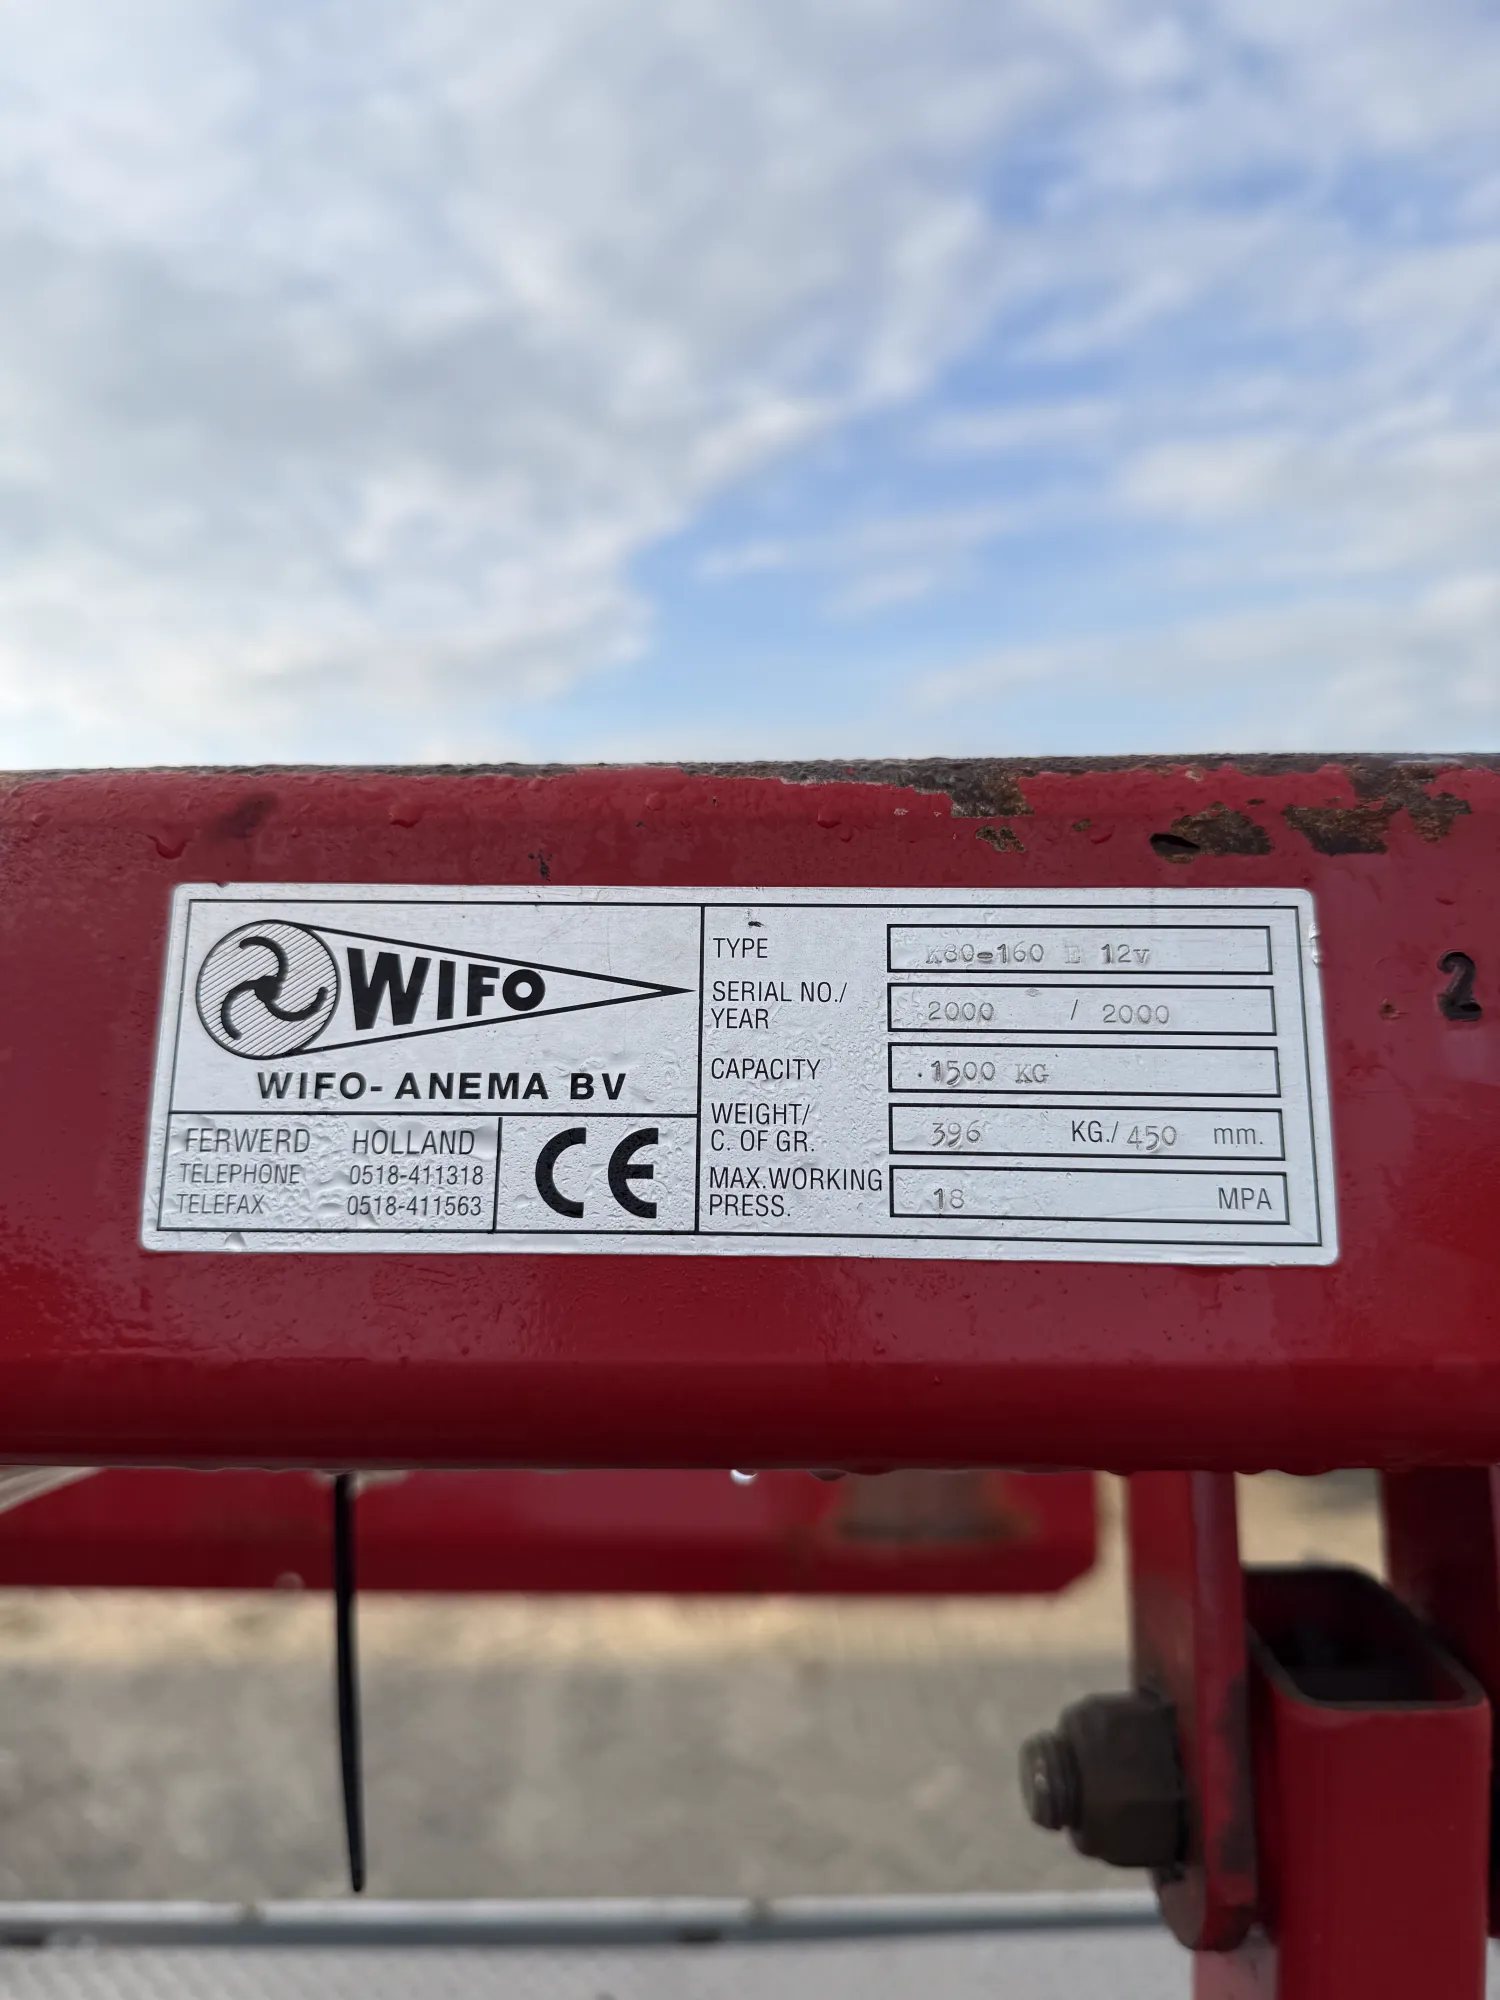 WIFO
WIFO-ANEMA BV
FERWERD HOLLAND
TELEPHONE 0518-411318
TELEFAX 0518-411563
CE
TYPE K80-160 E 12v
SERIAL NO./
YEAR 2000 / 2000
CAPACITY .1500 KG
WEIGHT/
C. OF GR. 396 KG./ 450 mm.
MAX.WORKING
PRESS. 18 MPA
2